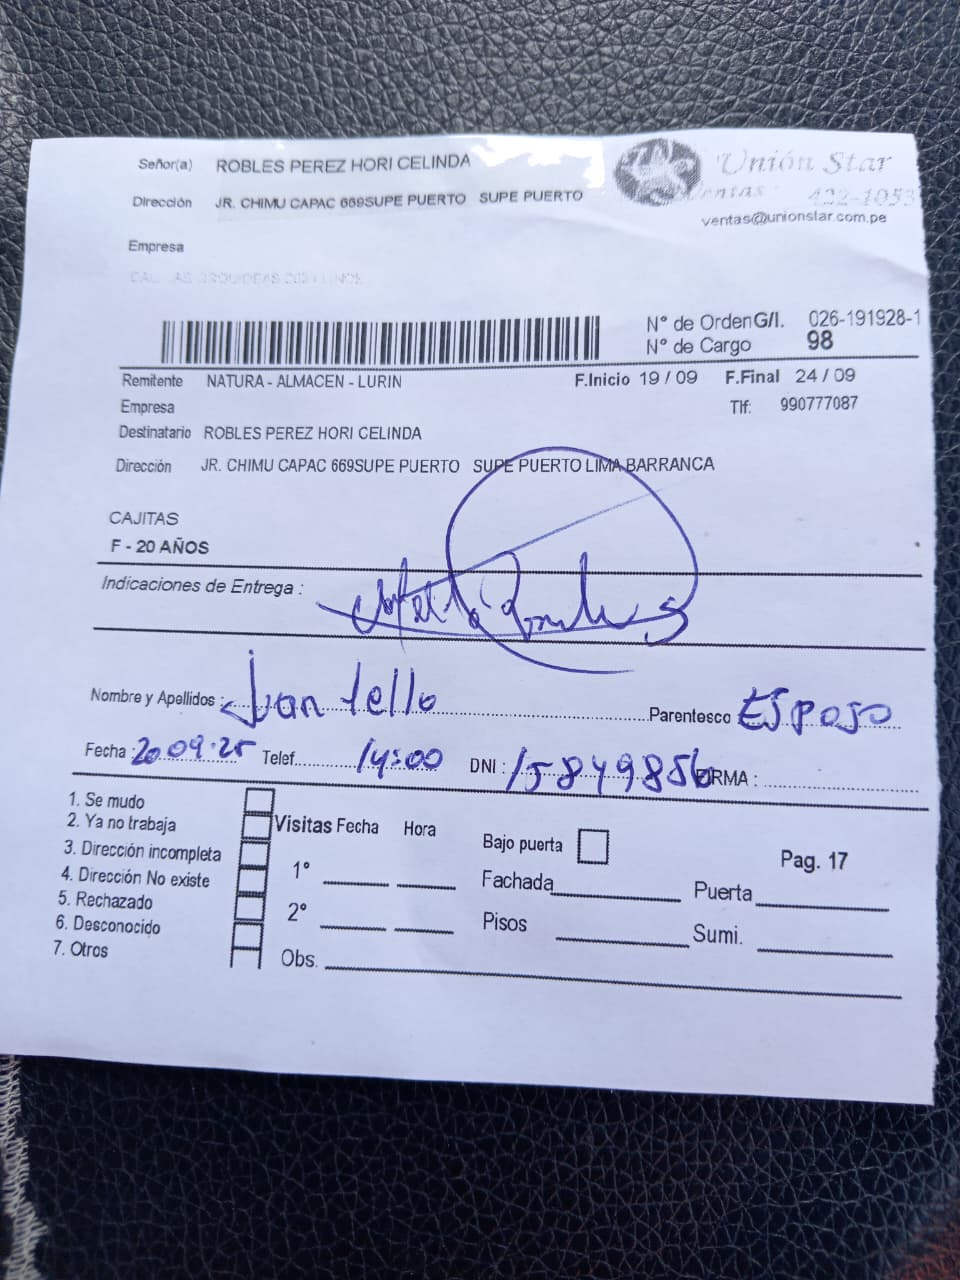 Señor(a) ROBLES PEREZ HORI CELINDA
Unión Star
Dirección JR. CHIMU CAPAC 669SUPE PUERTO SUPE PUERTO
Ventas 422-1053
ventas@unionstar.com.pe
Empresa
N° de Orden G/I. 026-191928-1
N° de Cargo 98
Remitente NATURA - ALMACEN - LURIN F.Inicio 19 / 09 F.Final 24 / 09
Empresa Tlf: 990777087
Destinatario ROBLES PEREZ HORI CELINDA
Dirección JR. CHIMU CAPAC 669SUPE PUERTO SUPE PUERTO LIMA BARRANCA
CAJITAS
F - 20 AÑOS
Indicaciones de Entrega :
Nombre y Apellidos : Juan tello Parentesco ESPOSO
Fecha : 20 09.25 Telef. 14:00 DNI : 15849856 FIRMA :
1. Se mudo
2. Ya no trabaja Visitas Fecha Hora Bajo puerta Pag. 17
3. Dirección incompleta 1°
4. Dirección No existe Fachada Puerta
5. Rechazado 2°
6. Desconocido Pisos Sumi.
7. Otros Obs.